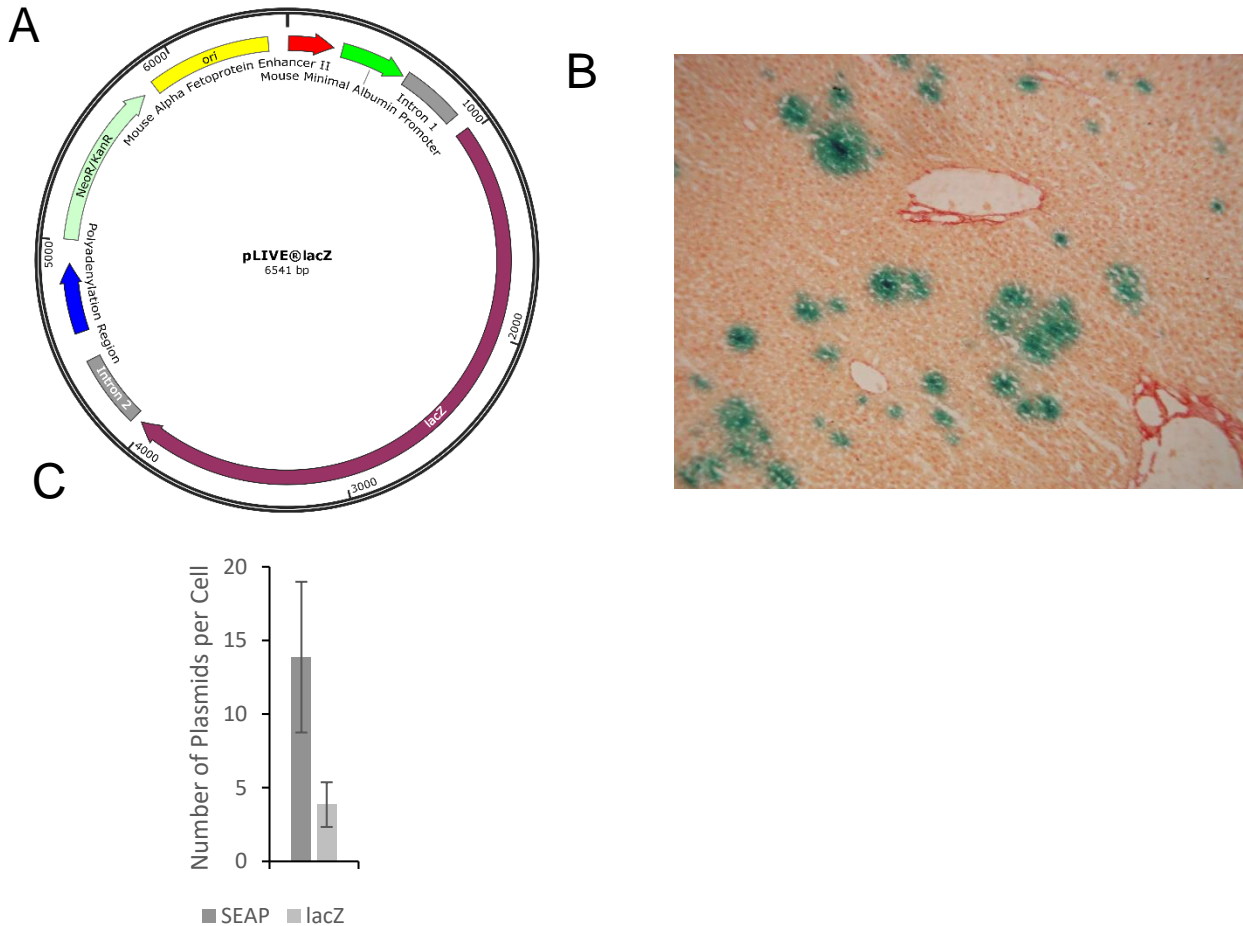 A
B
C
ori
Mouse Alpha Fetoprotein Enhancer II
Mouse Minimal Albumin Promoter
Intron 1
1000
lacZ
2000
3000
4000
Intron 2
Polyadenylation Region
5000
NeoR/KanR
6000
pLIVE®lacZ
6541 bp
Number of Plasmids per Cell
20
15
10
5
0
SEAP lacZ